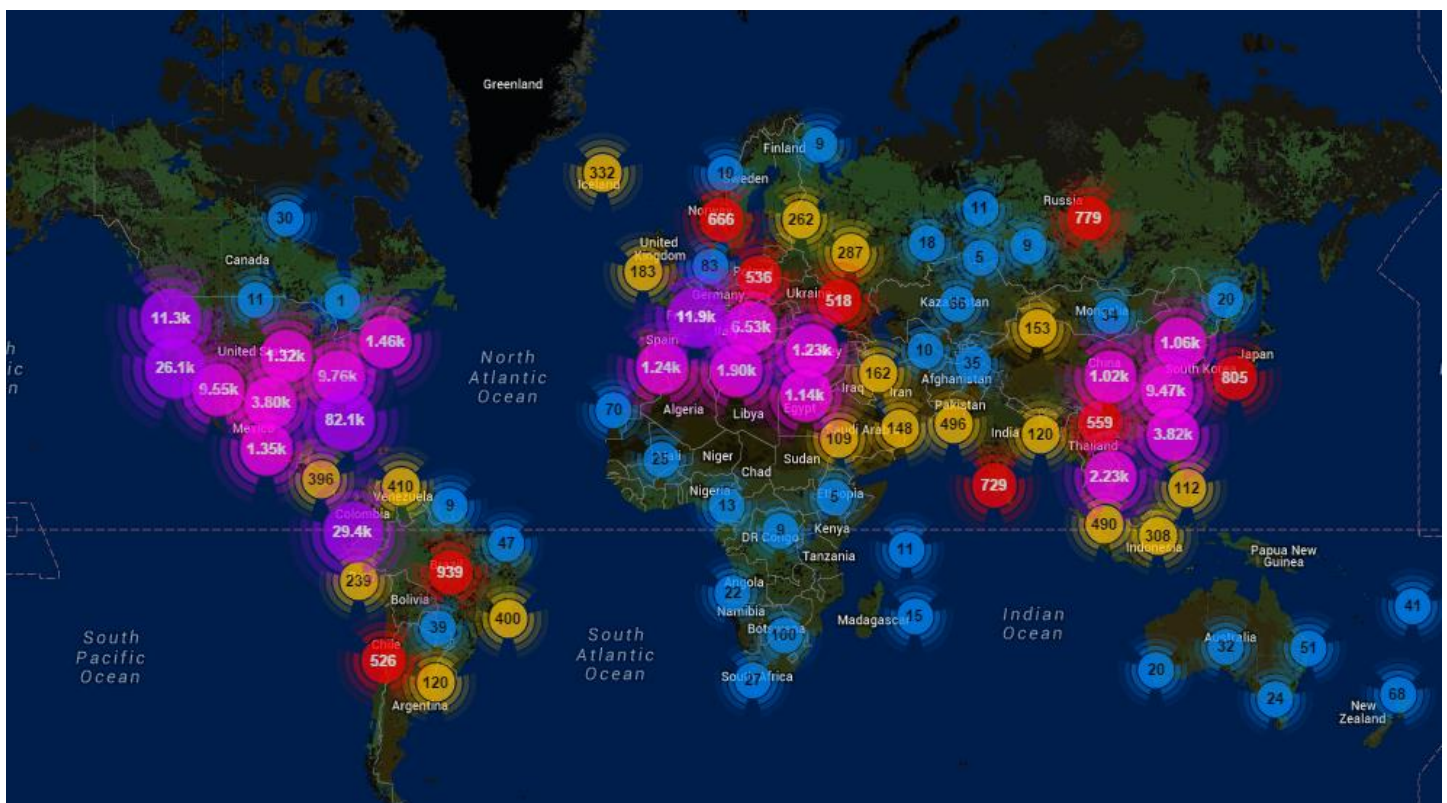 Greenland
Finland
9
332
Iceland
10
Sweden
Russia
779
30
11
666
262
Canada
United
Kingdom
183
83
287
18
5
9
11
1
536
Germany
Ukraine
518
Kazakhstan
66
20
11.3k
11.9k
6.53k
153
34
1.46k
1.23k
1.06k
North
Atlantic
Ocean
Spain
1.32k
26.1k
9.76k
1.24k
1.90k
10
35
Afghanistan
China
1.02k
South Korea
Japan
805
9.55k
3.80k
162
Iraq
Iran
9.47k
1.14k
Egypt
Algeria
Libya
70
Pakistan
496
82.1k
Mexico
148
India
120
559
Thailand
3.82k
109
1.35k
25
Niger
Chad
Sudan
396
410
Venezuela
Nigeria
5
Ethiopia
729
2.23k
112
9
13
Colombia
29.4k
9
DR Congo
Kenya
490
308
Indonesia
47
Tanzania
11
Papua New
Guinea
939
239
Angola
22
Bolivia
Namibia
400
Madagascar
15
Indian
Ocean
41
39
100
Botswana
Australia
32
51
South
Pacific
Ocean
South
Atlantic
Ocean
Chile
526
20
120
27
South Africa
24
68
Argentina
New
Zealand